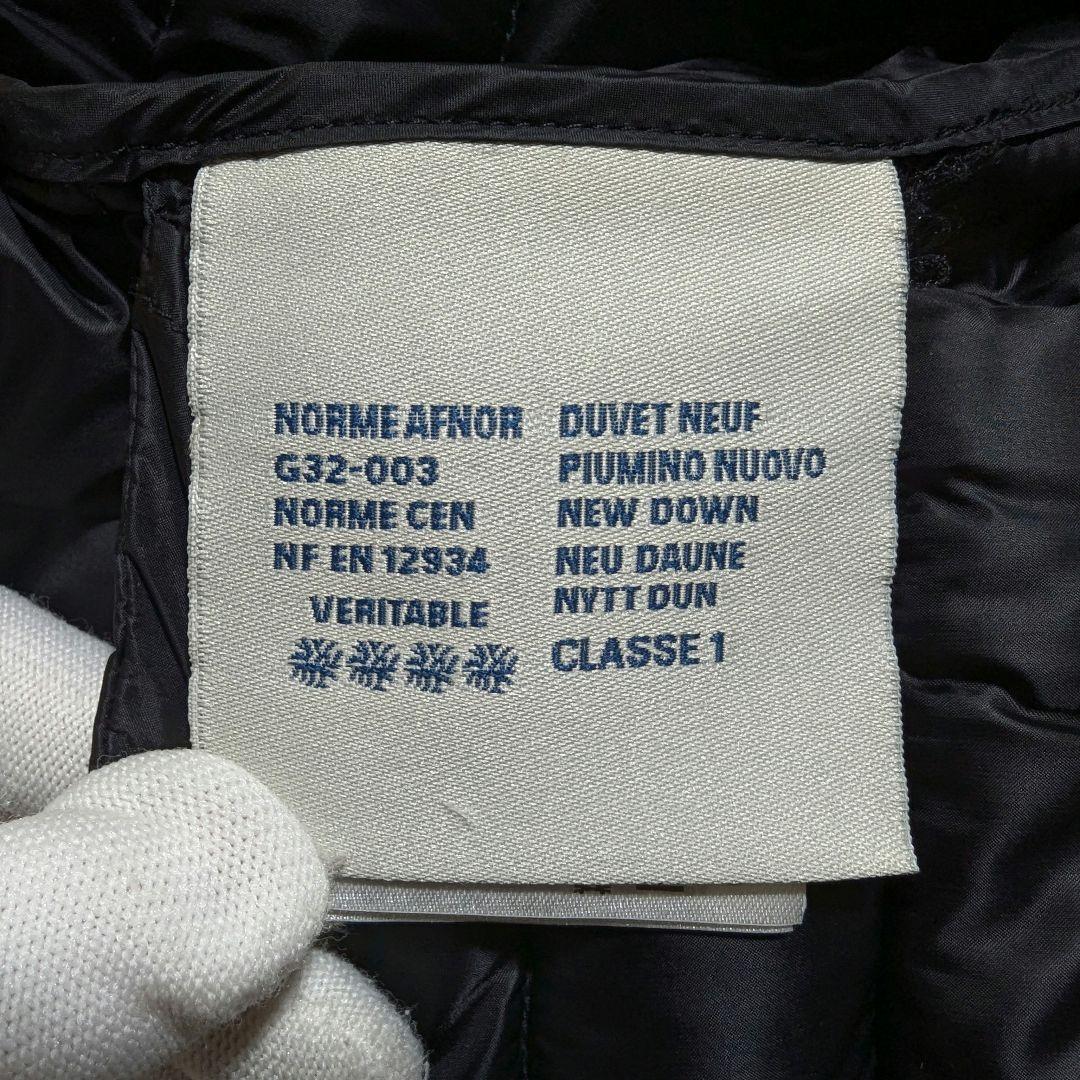 NORME AFNOR
G32-003
NORME CEN
NF EN 12934
VERITABLE
DUVET NEUF
PIUMINO NUOVO
NEW DOWN
NEU DAUNE
NYTT DUN
CLASSE 1